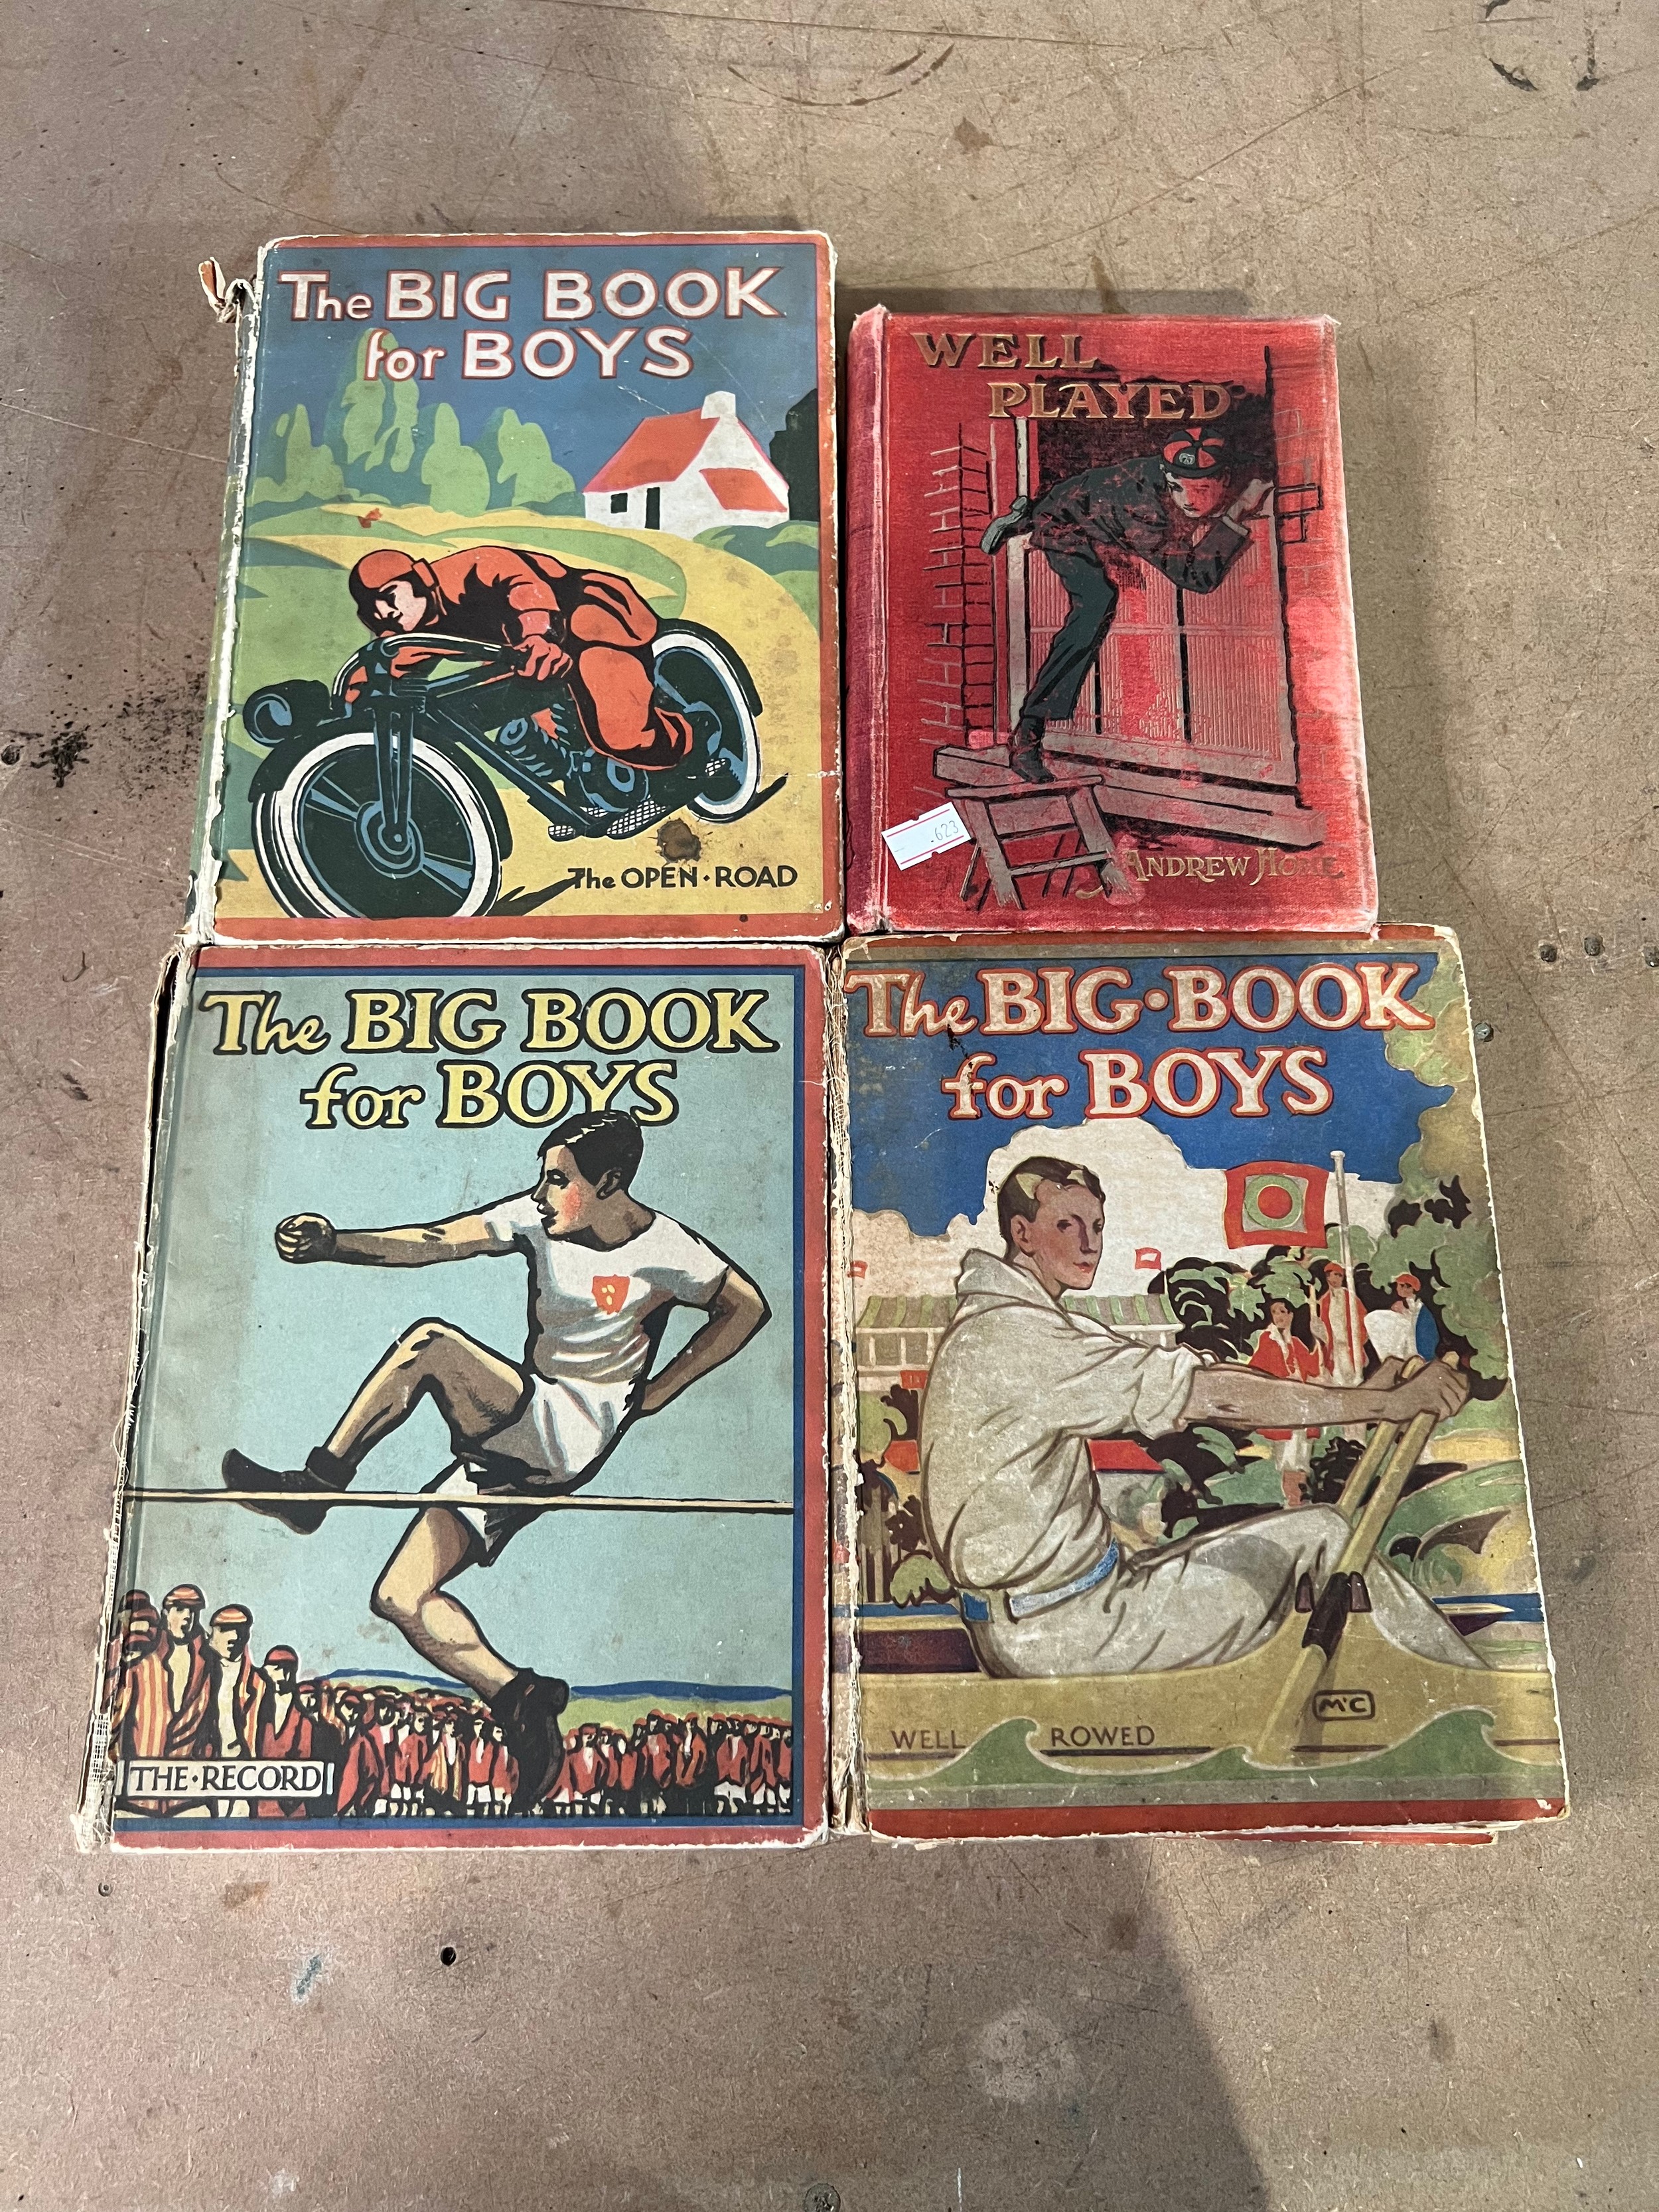 The BIG BOOK
for BOYS
The OPEN·ROAD
WELL
PLAYED
.623
ANDREW HOME
The BIG BOOK
for BOYS
THE·RECORD
The BIG·BOOK
for BOYS
McC
WELL ROWED